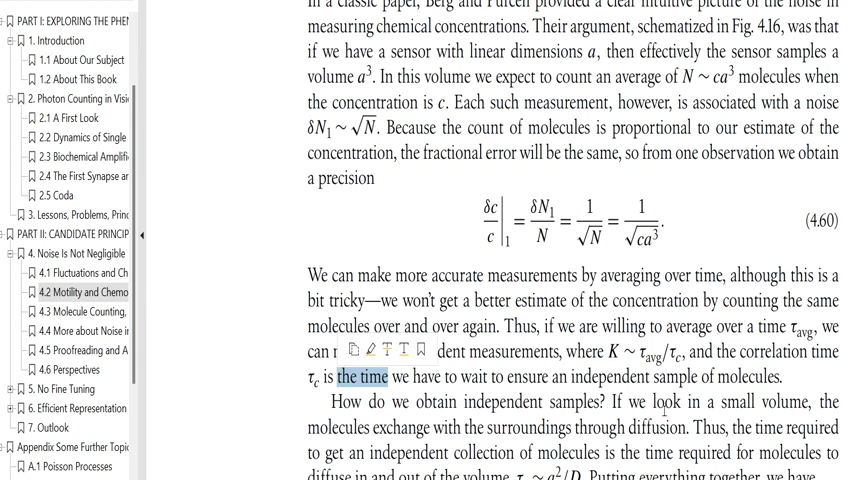 PART I: EXPLORING THE PHEN
1. Introduction
1.1 About Our Subject
1.2 About This Book
2. Photon Counting in Visi
2.1 A First Look
2.2 Dynamics of Single
2.3 Biochemical Amplifi
2.4 The First Synapse ar
2.5 Coda
3. Lessons, Problems, Princ
PART II: CANDIDATE PRINCIP
4. Noise Is Not Negligible
4.1 Fluctuations and Ch
4.2 Motility and Chemo
4.3 Molecule Counting,
4.4 More about Noise in
4.5 Proofreading and A
4.6 Perspectives
5. No Fine Tuning
6. Efficient Representation
7. Outlook
Appendix Some Further Topic
A.1 Poisson Processes
In a classic paper, Berg and Purcell provided a clear intuitive picture of the noise in
measuring chemical concentrations. Their argument, schematized in Fig. 4.16, was that
if we have a sensor with linear dimensions a, then effectively the sensor samples a
volume a³. In this volume we expect to count an average of N ∼ ca³ molecules when
the concentration is c. Each such measurement, however, is associated with a noise
δN₁ ∼ √N. Because the count of molecules is proportional to our estimate of the
concentration, the fractional error will be the same, so from one observation we obtain
a precision
δc/c |₁ = δN₁/N = 1/√N = 1/√ca³. (4.60)
We can make more accurate measurements by averaging over time, although this is a
bit tricky—we won't get a better estimate of the concentration by counting the same
molecules over and over again. Thus, if we are willing to average over a time τavg, we
can dent measurements, where K ∼ τavg/τc, and the correlation time
τc is the time we have to wait to ensure an independent sample of molecules.
How do we obtain independent samples? If we look in a small volume, the
molecules exchange with the surroundings through diffusion. Thus, the time required
to get an independent collection of molecules is the time required for molecules to
diffuse in and out of the volume, τc ∼ a²/D. Putting everything together, we have